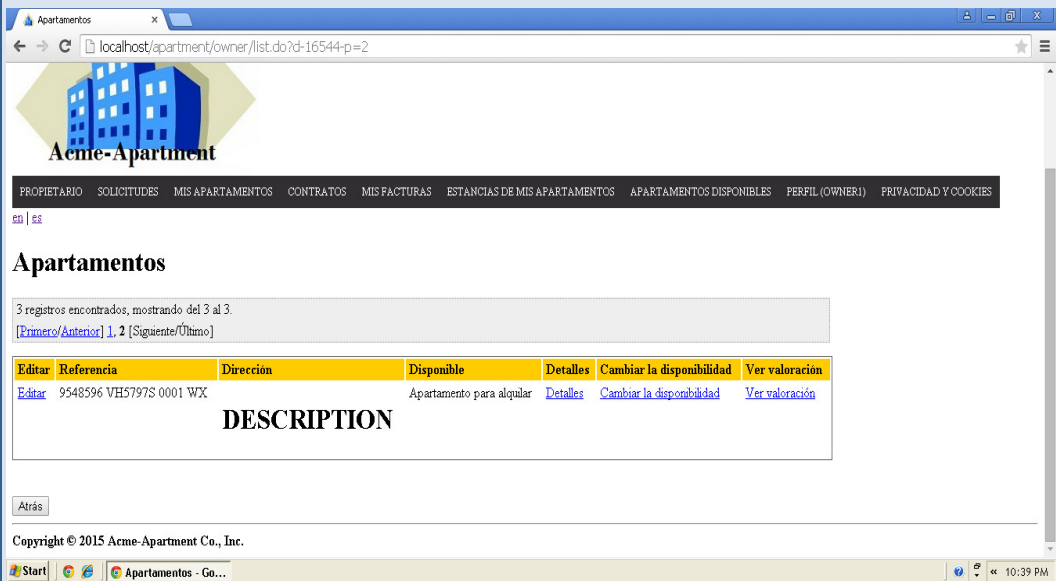 Apartamentos
localhost/apartment/owner/list.do?d-16544-p=2
Acme-Apartment
PROPIETARIO SOLICITUDES MIS APARTAMENTOS CONTRATOS MIS FACTURAS ESTANCIAS DE MIS APARTAMENTOS APARTAMENTOS DISPONIBLES PERFIL (OWNER1) PRIVACIDAD Y COOKIES
en | es
Apartamentos
3 registros encontrados, mostrando del 3 al 3.
[Primero/Anterior] 1, 2 [Siguiente/Último]
Editar Referencia Dirección Disponible Detalles Cambiar la disponibilidad Ver valoración
Editar 9548596 VH5797S 0001 WX Apartamento para alquilar Detalles Cambiar la disponibilidad Ver valoración
DESCRIPTION
Atrás
Copyright © 2015 Acme-Apartment Co., Inc.
Start Apartamentos - Go... « 10:39 PM